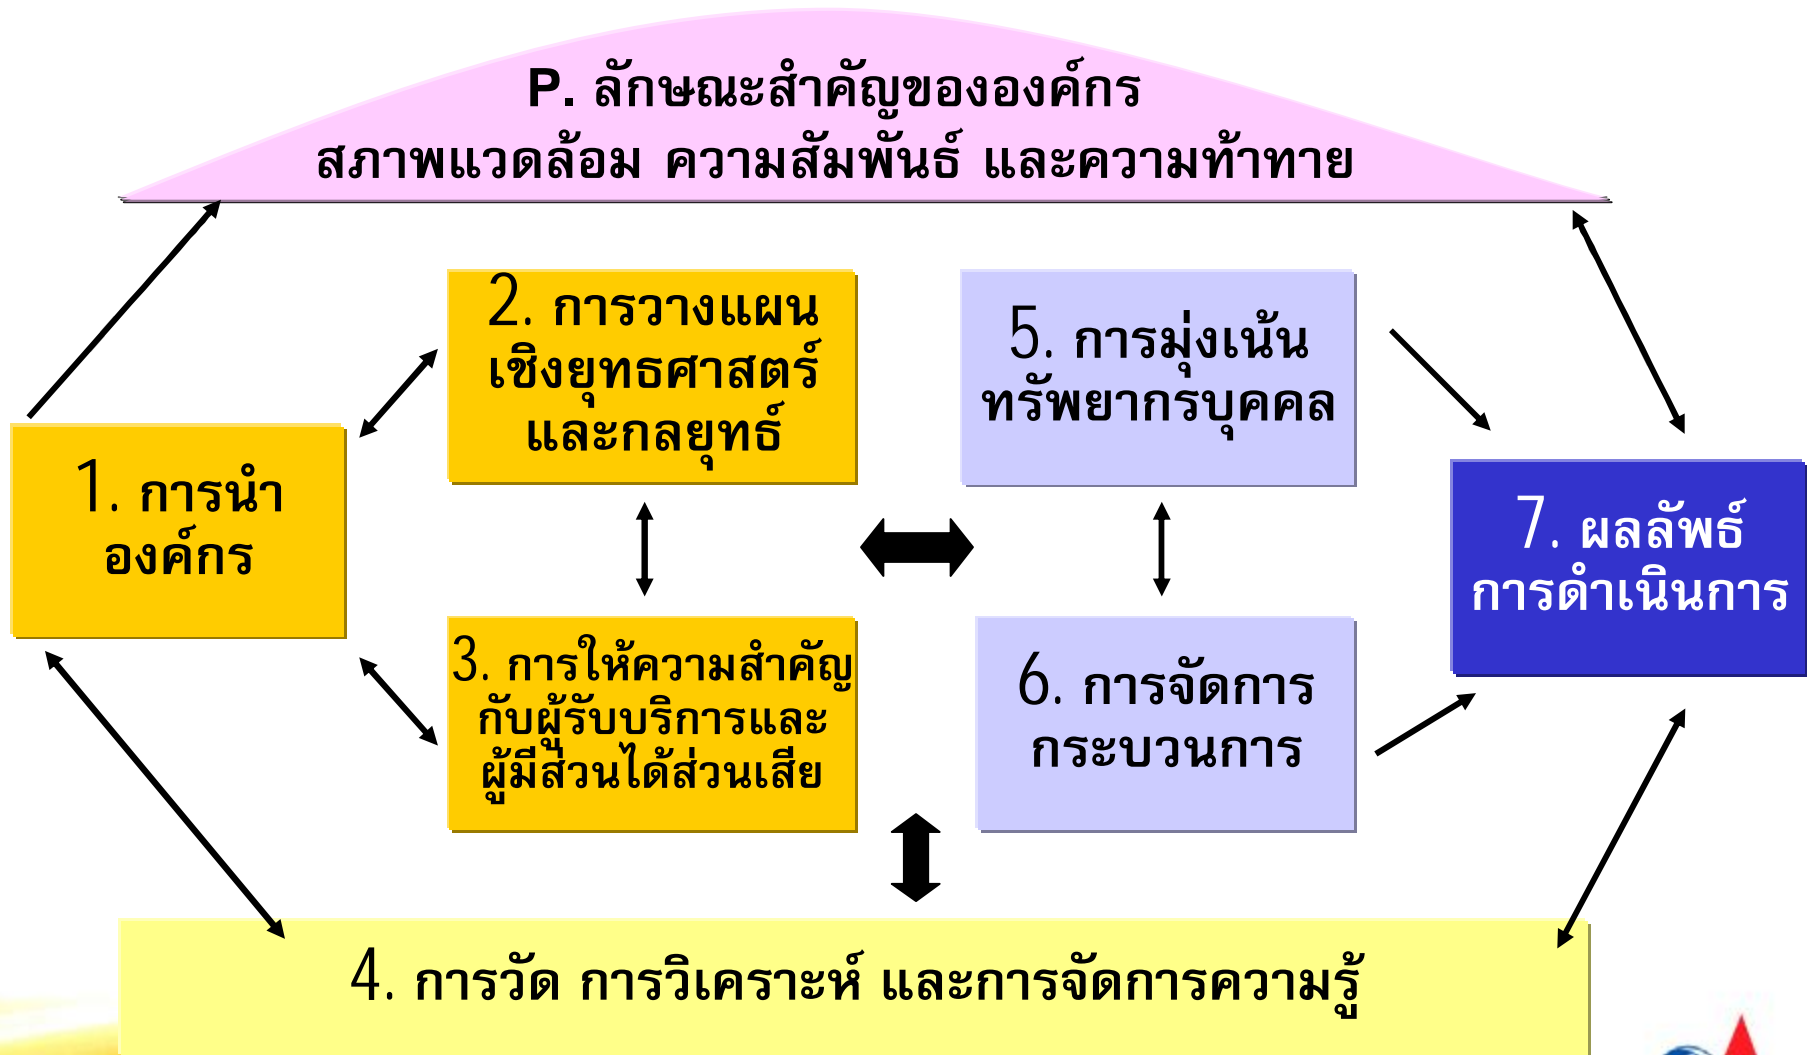 P. ลักษณะสำคัญขององค์กร
สภาพแวดล้อม ความสัมพันธ์ และความท้าทาย
1. การนำ
องค์กร
2. การวางแผน
เชิงยุทธศาสตร์
และกลยุทธ์
3. การให้ความสำคัญ
กับผู้รับบริการและ
ผู้มีส่วนได้ส่วนเสีย
5. การมุ่งเน้น
ทรัพยากรบุคคล
6. การจัดการ
กระบวนการ
7. ผลลัพธ์
การดำเนินการ
4. การวัด การวิเคราะห์ และการจัดการความรู้